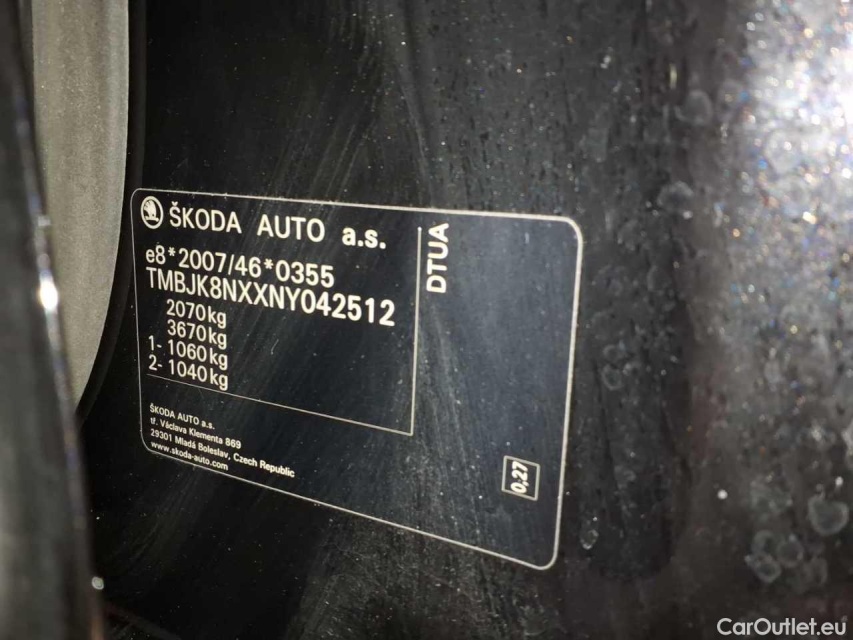 ŠKODA AUTO a.s.
e8*2007/46*0355
TMBJK8NXXNY042512
2070kg
3670kg
1- 1060kg
2- 1040kg
DTUA
ŠKODA AUTO a.s.
tř. Václava Klementa 869
29301 Mladá Boleslav, Czech Republic
www.skoda-auto.com
0,27
CarOutlet.eu